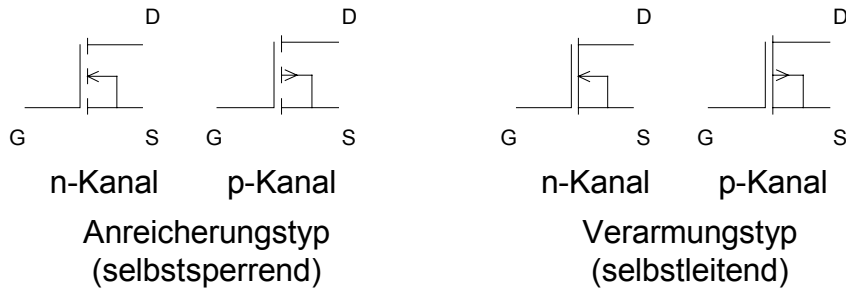 D D D D
G S G S G S G S
n-Kanal p-Kanal n-Kanal p-Kanal
Anreicherungstyp Verarmungstyp
(selbstsperrend) (selbstleitend)